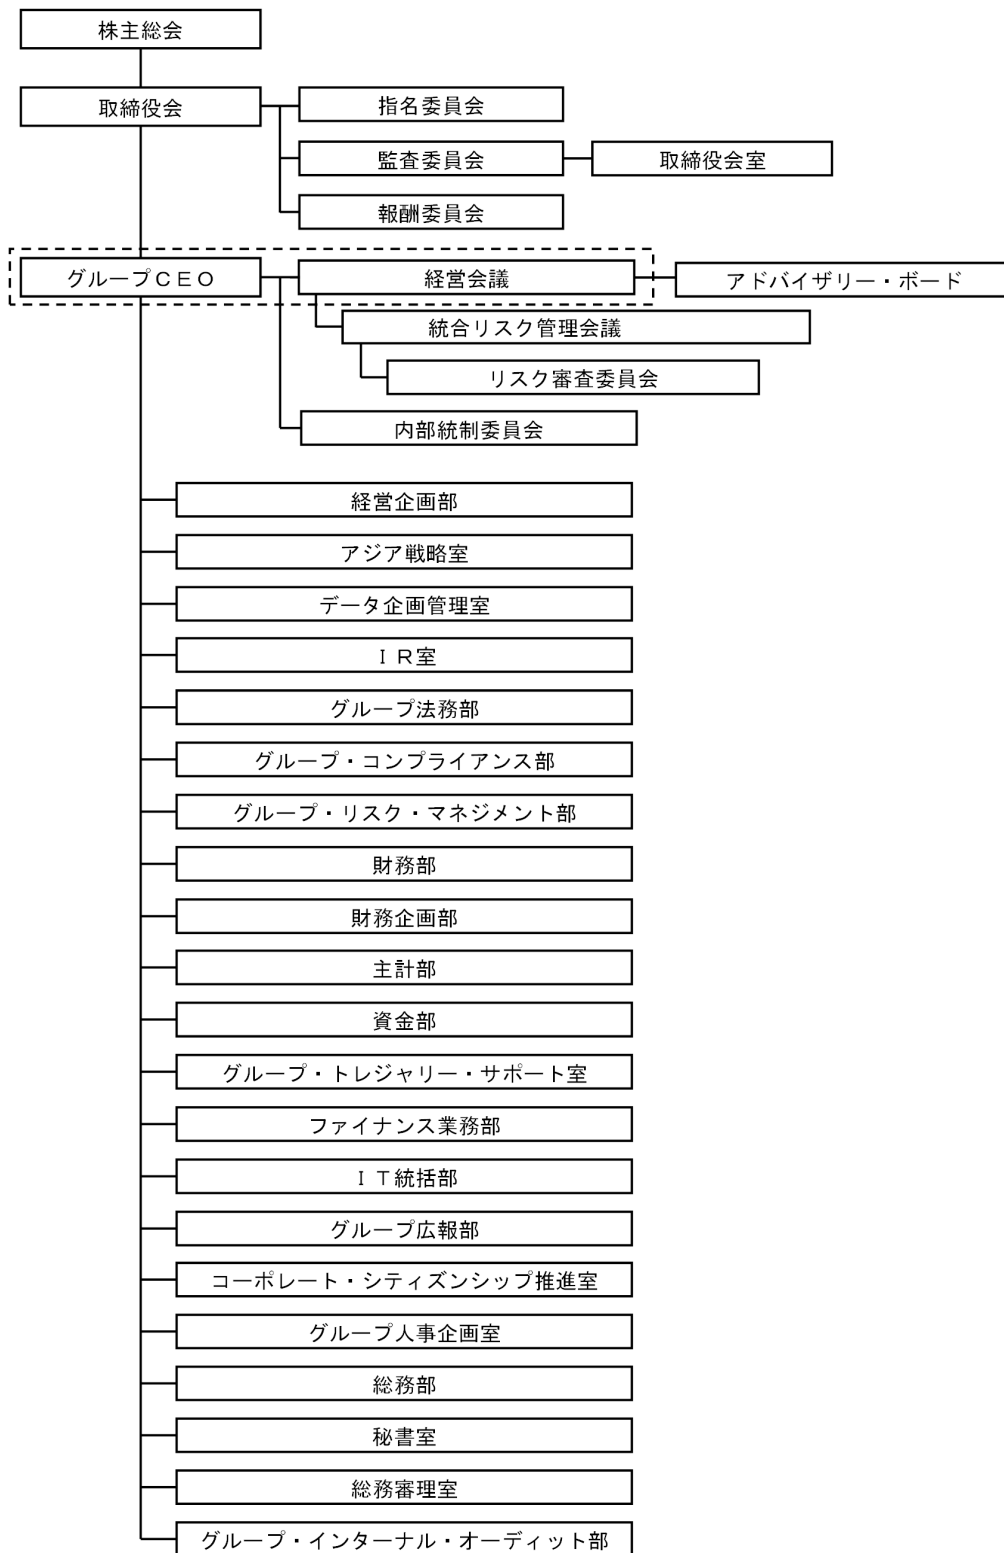 株主総会
取締役会
指名委員会
監査委員会
取締役会室
報酬委員会
グループＣＥＯ
経営会議
アドバイザリー・ボード
統合リスク管理会議
リスク審査委員会
内部統制委員会
経営企画部
アジア戦略室
データ企画管理室
ＩＲ室
グループ法務部
グループ・コンプライアンス部
グループ・リスク・マネジメント部
財務部
財務企画部
主計部
資金部
グループ・トレジャリー・サポート室
ファイナンス業務部
ＩＴ統括部
グループ広報部
コーポレート・シティズンシップ推進室
グループ人事企画室
総務部
秘書室
総務審理室
グループ・インターナル・オーディット部